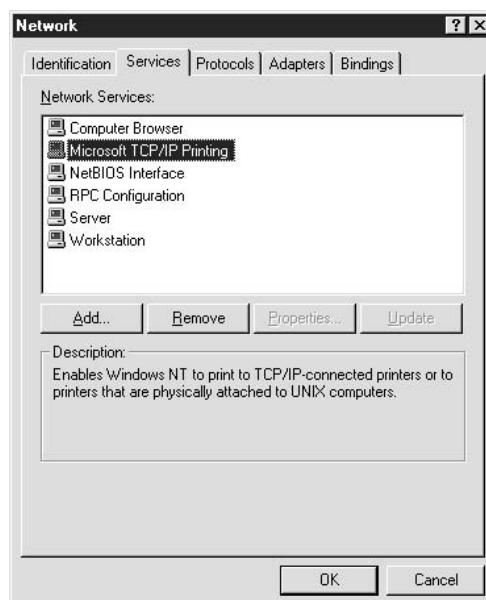 Network
Identification Services Protocols Adapters Bindings
Network Services:
Computer Browser
Microsoft TCP/IP Printing
NetBIOS Interface
RPC Configuration
Server
Workstation
Add... Remove Properties... Update
Description:
Enables Windows NT to print to TCP/IP-connected printers or to
printers that are physically attached to UNIX computers.
OK Cancel